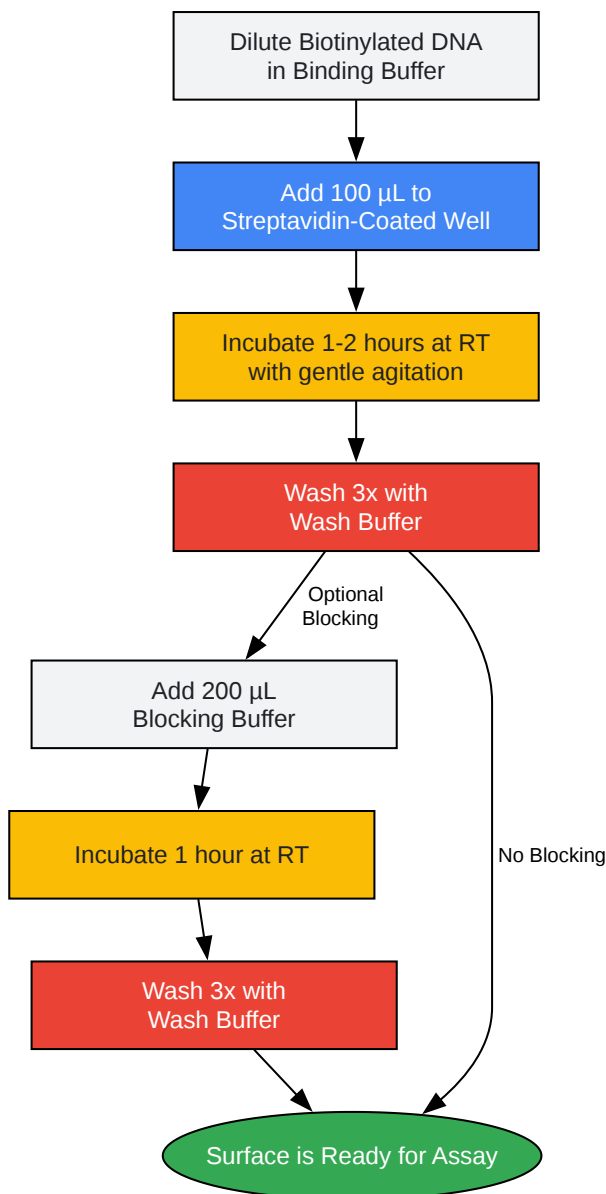 Dilute Biotinylated DNA
in Binding Buffer
Add 100 µL to
Streptavidin-Coated Well
Incubate 1-2 hours at RT
with gentle agitation
Wash 3x with
Wash Buffer
Optional
Blocking
Add 200 µL
Blocking Buffer
Incubate 1 hour at RT
No Blocking
Wash 3x with
Wash Buffer
Surface is Ready for Assay